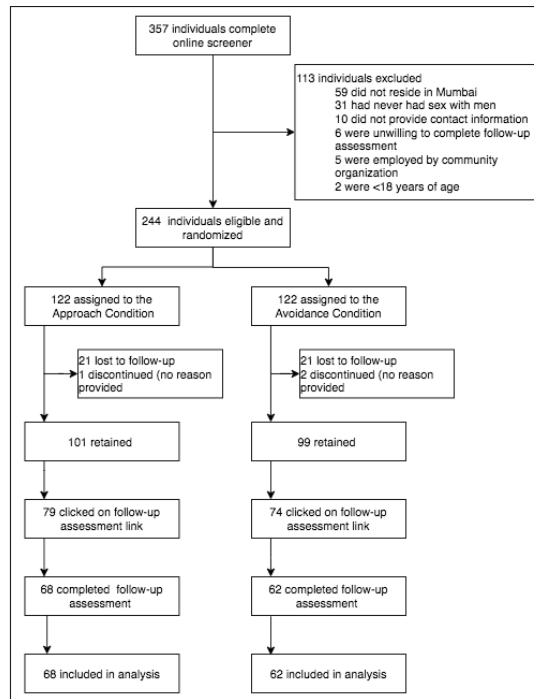 357 individuals complete
online screener
113 individuals excluded
59 did not reside in Mumbai
31 had never had sex with men
10 did not provide contact information
6 were unwilling to complete follow-up
assessment
5 were employed by community
organization
2 were <18 years of age
244 individuals eligible and
randomized
122 assigned to the
Approach Condition
122 assigned to the
Avoidance Condition
21 lost to follow-up
1 discontinued (no reason
provided
21 lost to follow-up
2 discontinued (no reason
provided
101 retained
99 retained
79 clicked on follow-up
assessment link
74 clicked on follow-up
assessment link
68 completed follow-up
assessment
62 completed follow-up
assessment
68 included in analysis
62 included in analysis